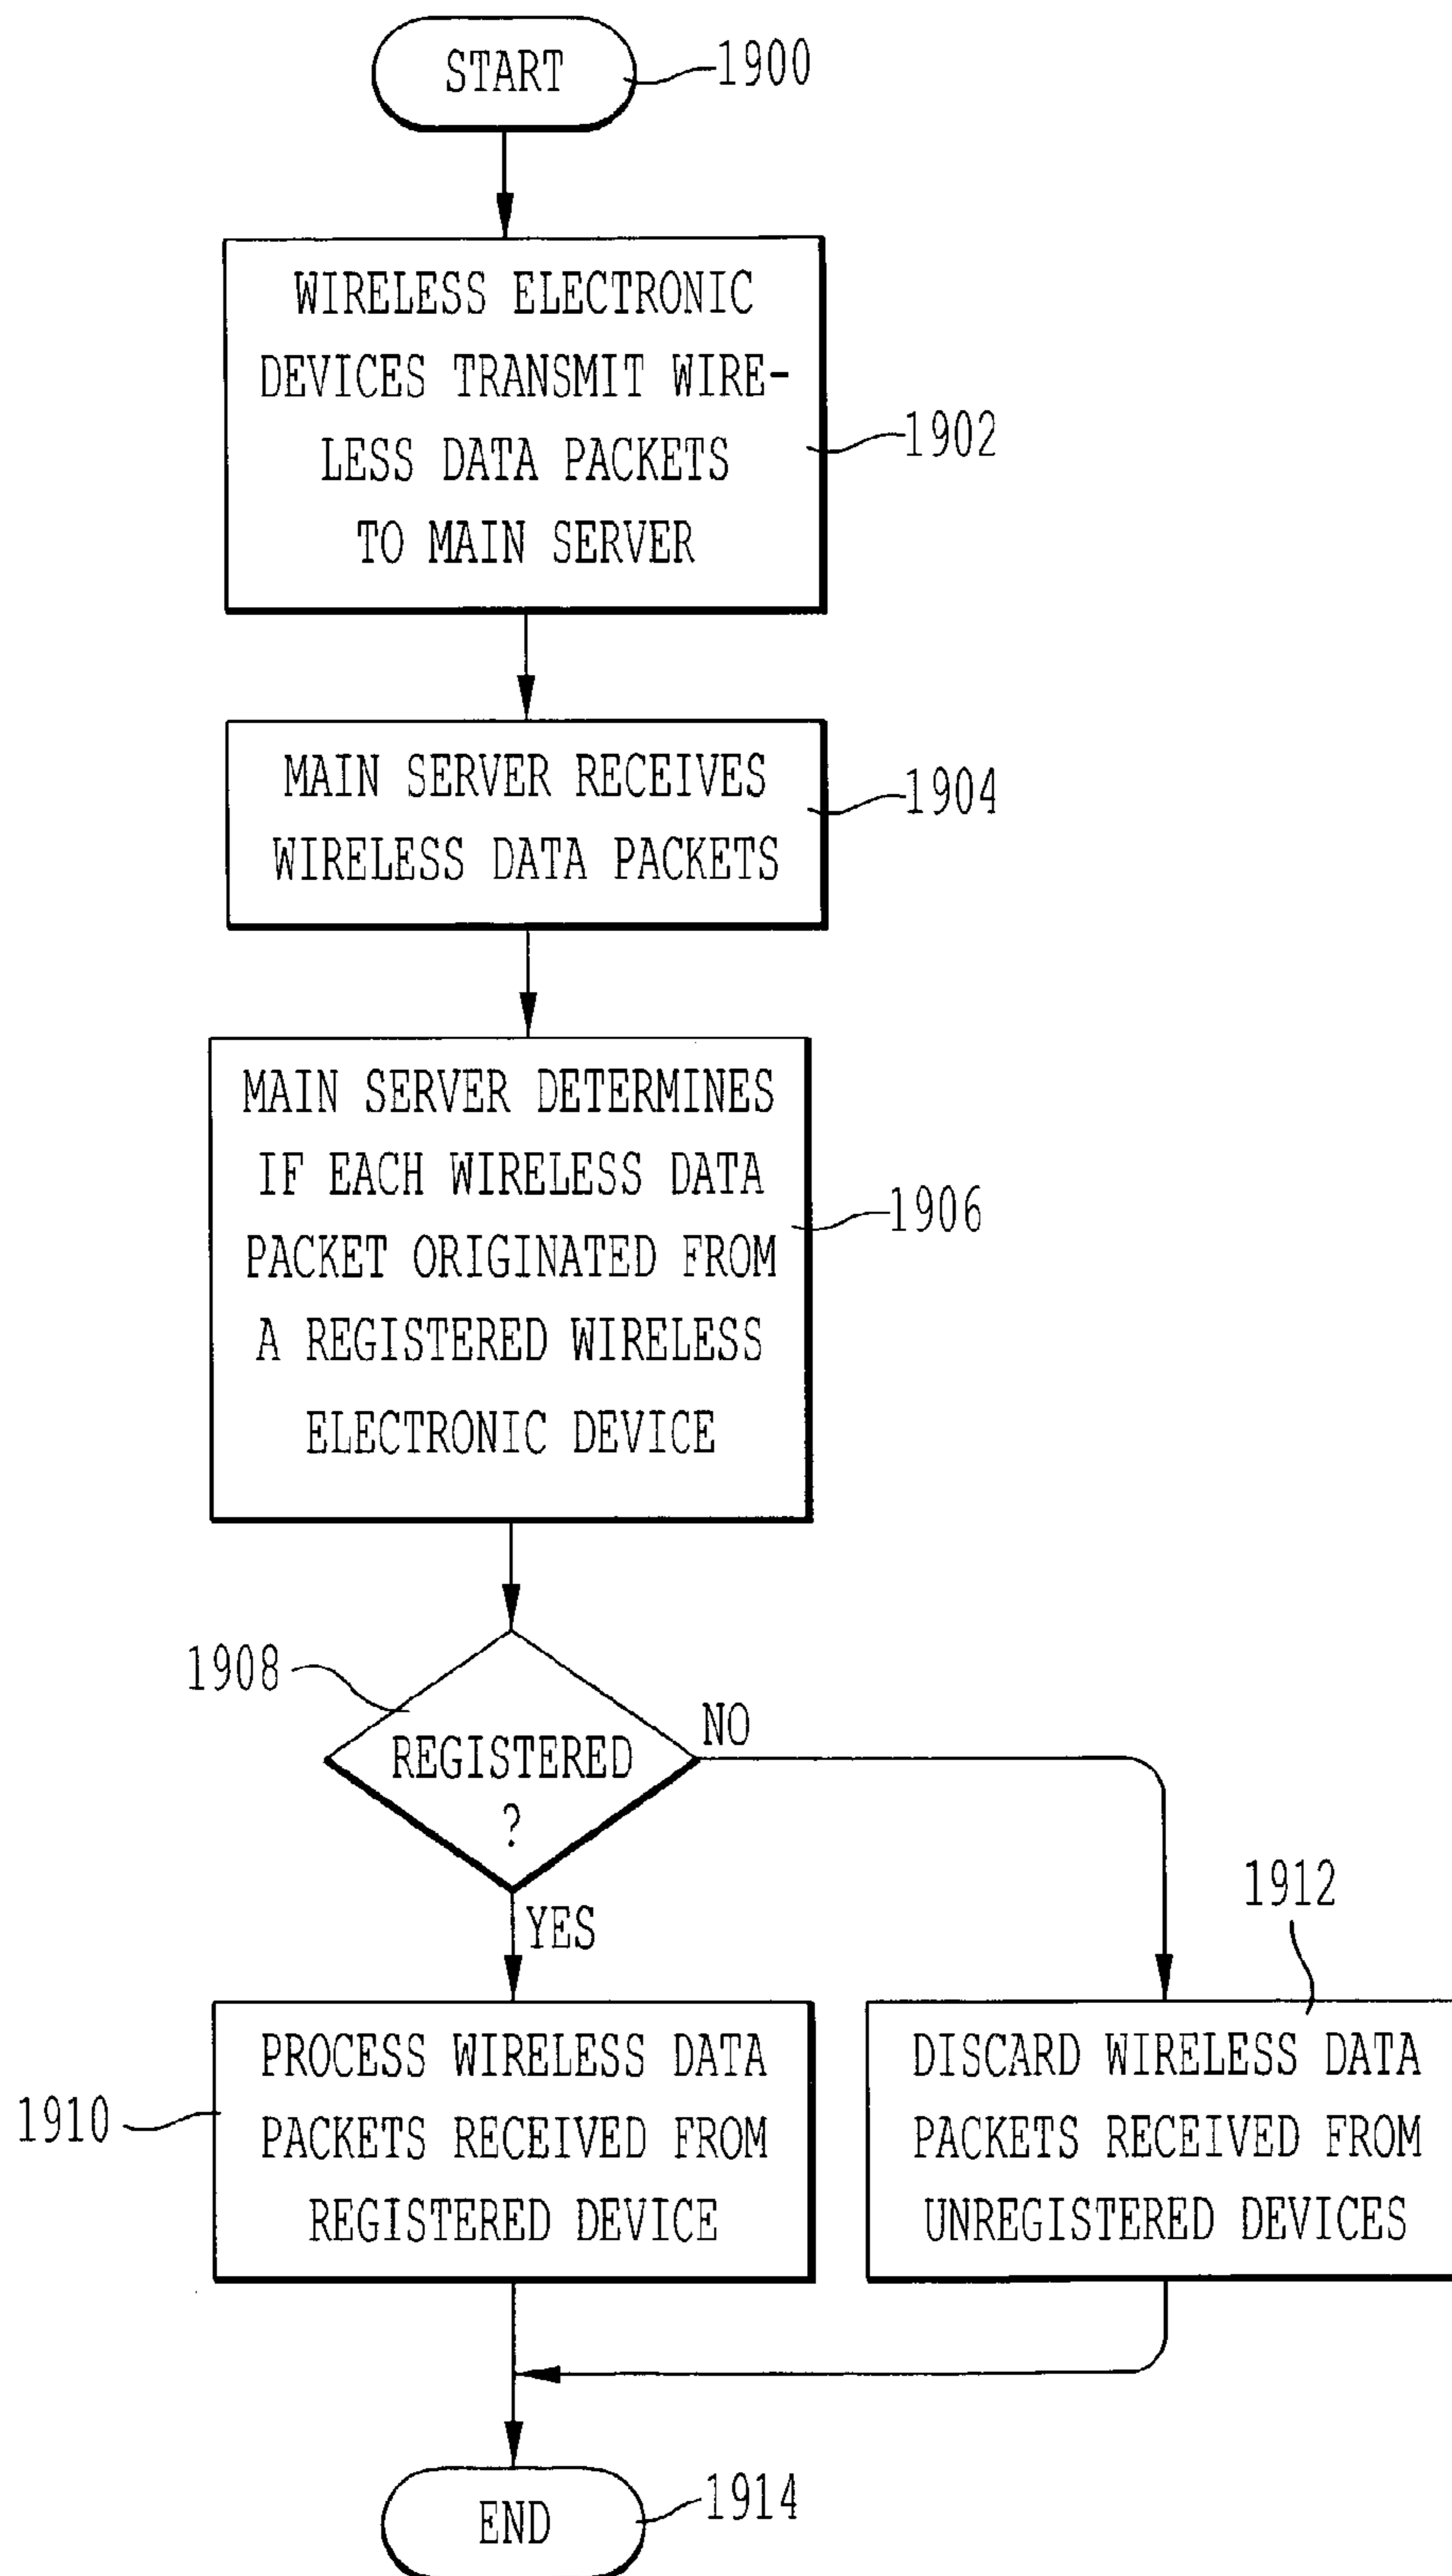 START
1900
WIRELESS ELECTRONIC
DEVICES TRANSMIT WIRE-
LESS DATA PACKETS
TO MAIN SERVER
1902
MAIN SERVER RECEIVES
WIRELESS DATA PACKETS
1904
MAIN SERVER DETERMINES
IF EACH WIRELESS DATA
PACKET ORIGINATED FROM
A REGISTERED WIRELESS
ELECTRONIC DEVICE
1906
1908
REGISTERED
?
NO
YES
1910
PROCESS WIRELESS DATA
PACKETS RECEIVED FROM
REGISTERED DEVICE
1912
DISCARD WIRELESS DATA
PACKETS RECEIVED FROM
UNREGISTERED DEVICES
END
1914